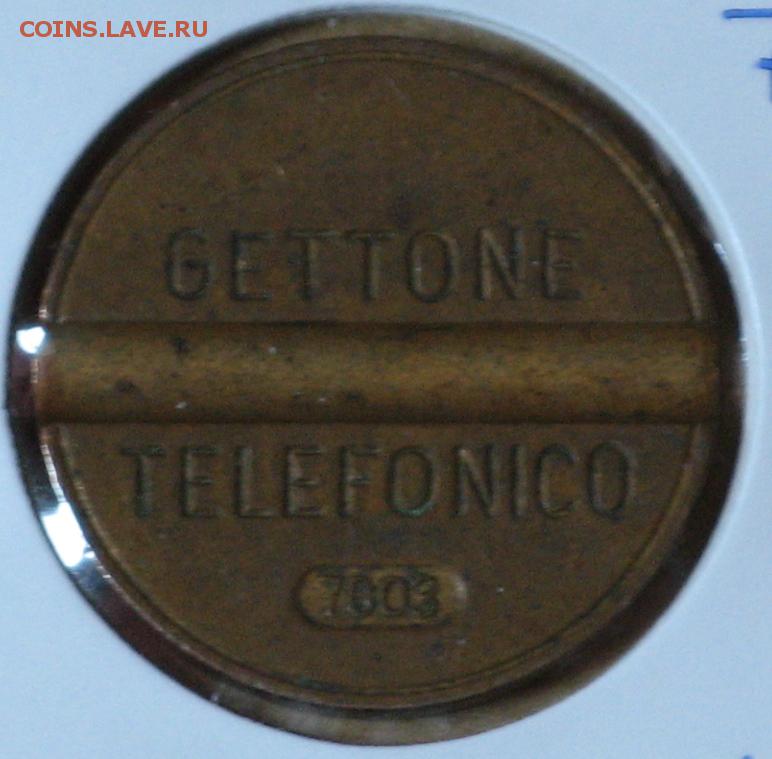 COINS.LAVE.RU
GETTONE
TELEFONICO
7803